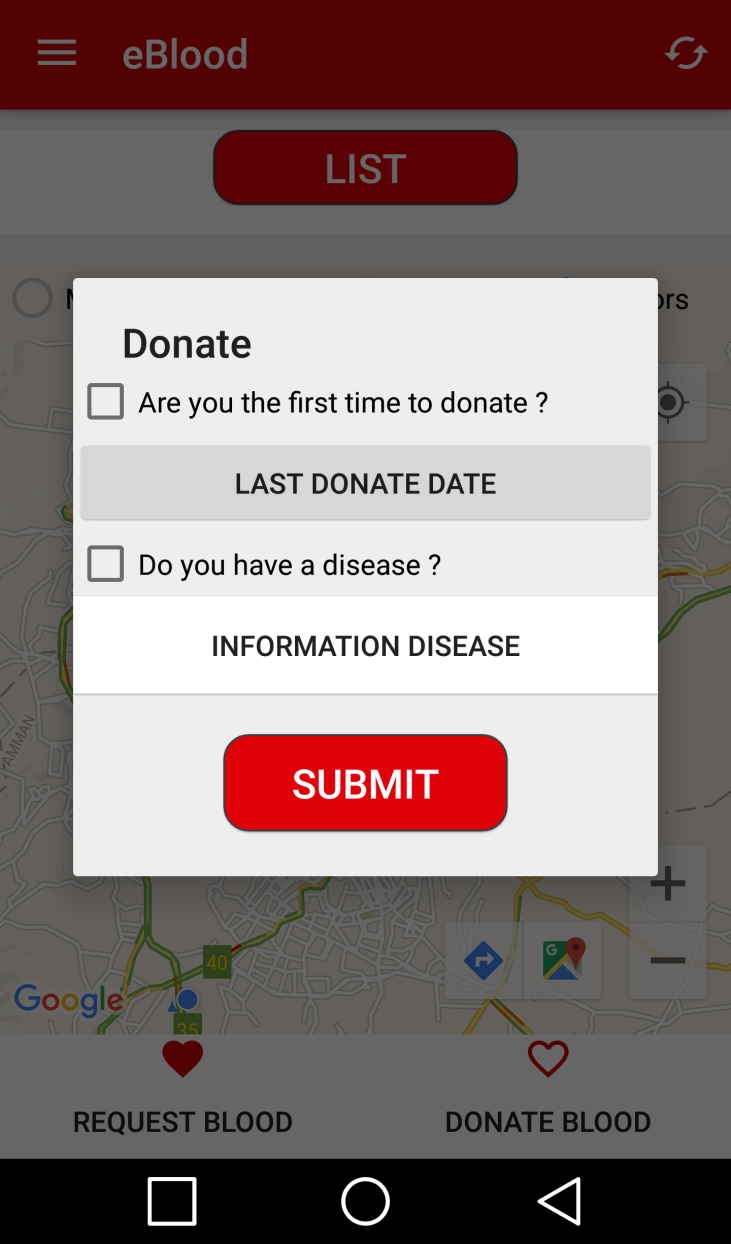 eBlood
LIST
Donate
Are you the first time to donate ?
LAST DONATE DATE
Do you have a disease ?
INFORMATION DISEASE
AMMAN
SUBMIT
40
G
Google
35
REQUEST BLOOD
DONATE BLOOD